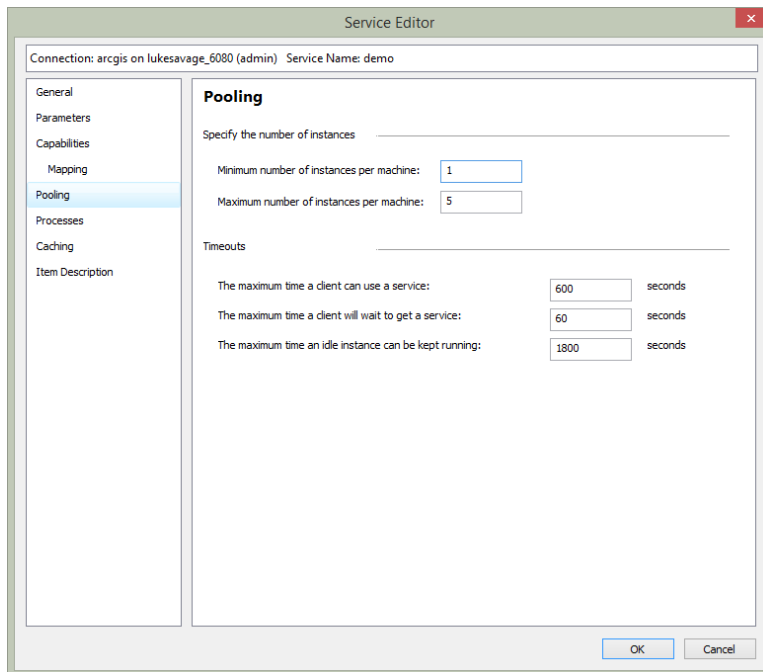 Service Editor
Connection: arcgis on lukesavage_6080 (admin) Service Name: demo
General
Parameters
Capabilities
Mapping
Pooling
Processes
Caching
Item Description
Pooling
Specify the number of instances
Minimum number of instances per machine: 1
Maximum number of instances per machine: 5
Timeouts
The maximum time a client can use a service: 600 seconds
The maximum time a client will wait to get a service: 60 seconds
The maximum time an idle instance can be kept running: 1800 seconds
OK Cancel